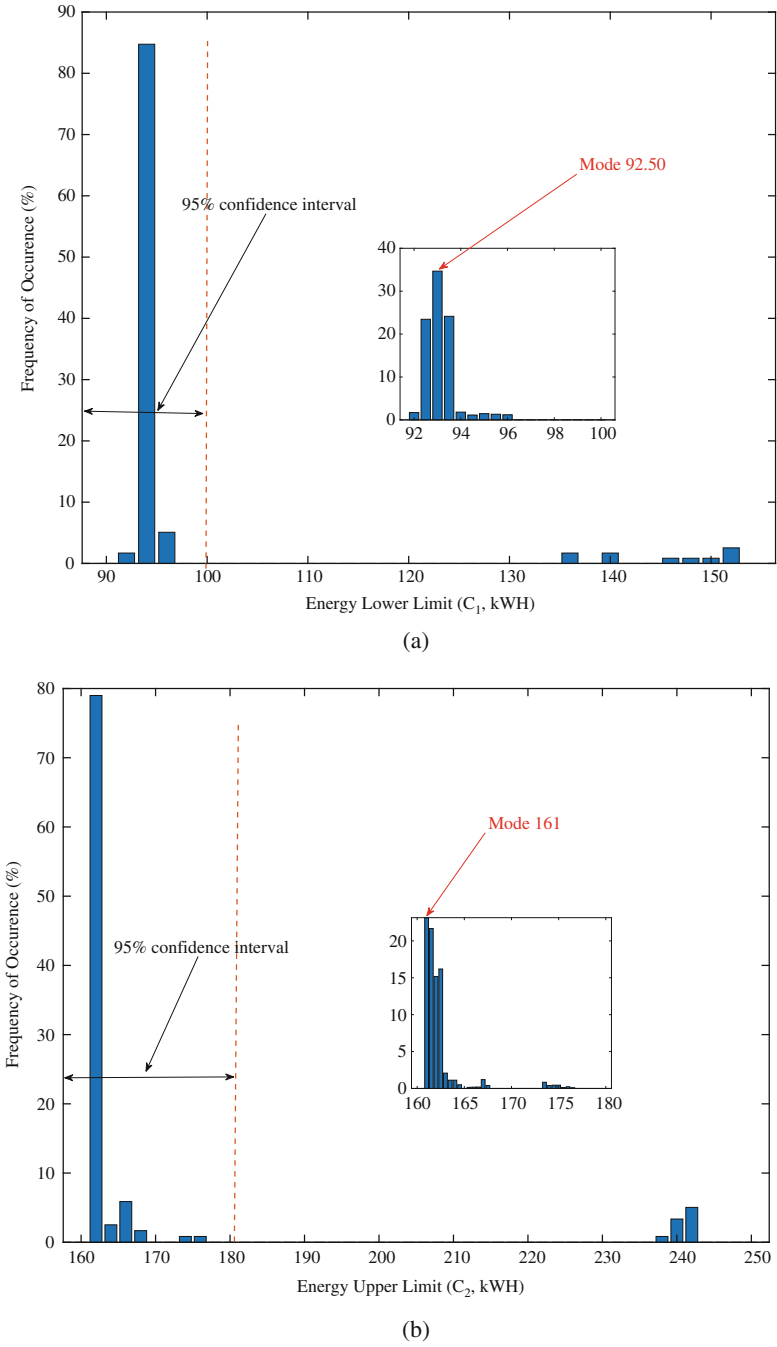 90
80
70
60
50
40
30
20
10
0
Frequency of Occurence (%)
95% confidence interval
Mode 92.50
40
30
20
10
0
92 94 96 98 100
90 100 110 120 130 140 150
Energy Lower Limit (C₁, kWH)
(a)
80
70
60
50
40
30
20
10
0
Frequency of Occurence (%)
95% confidence interval
Mode 161
20
15
10
5
0
160 165 170 175 180
160 170 180 190 200 210 220 230 240 250
Energy Upper Limit (C₂, kWH)
(b)